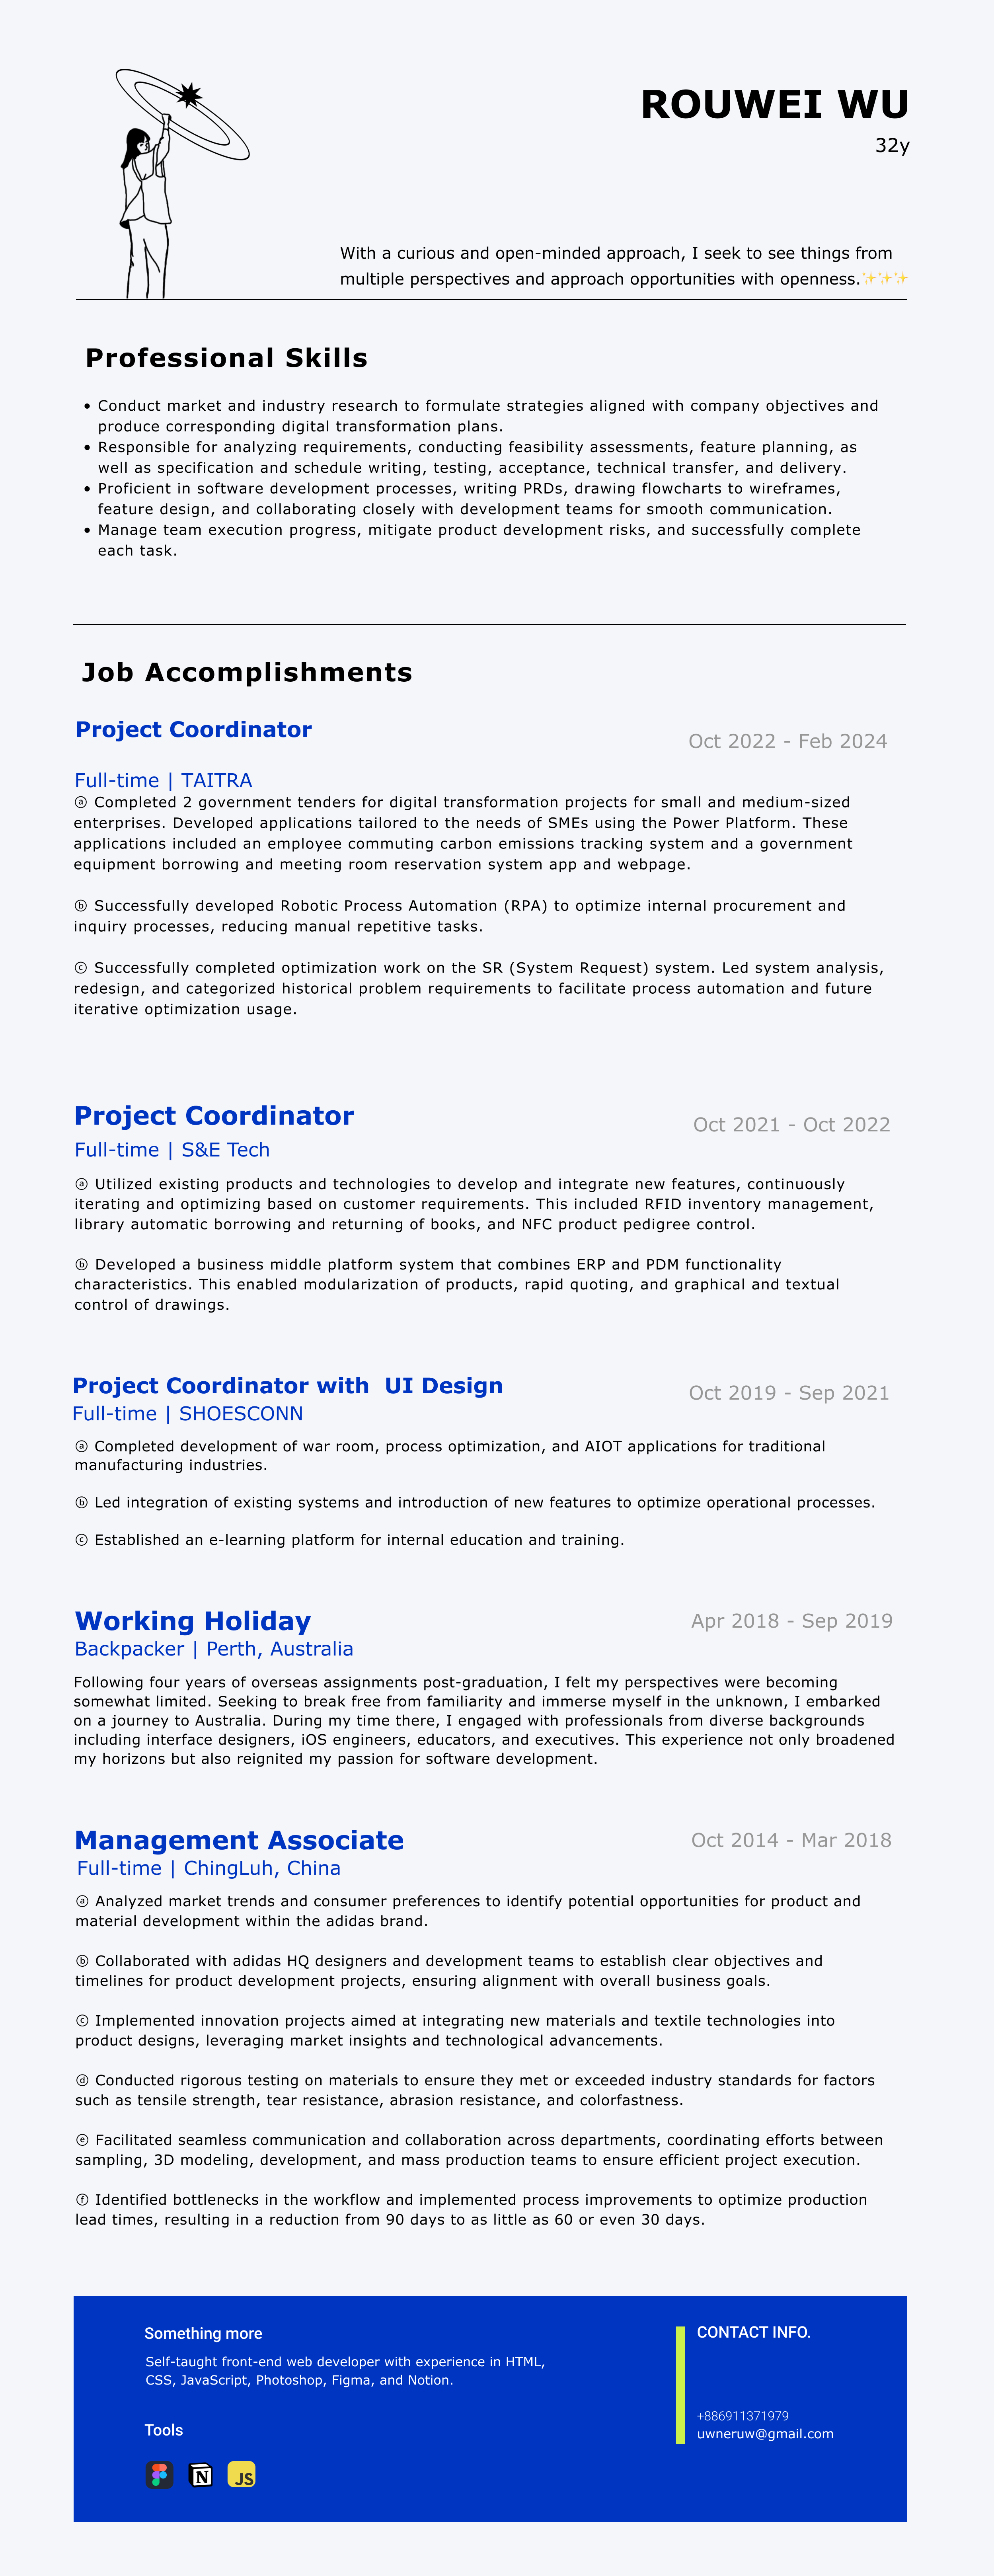 ROUWEI WU
32y
With a curious and open-minded approach, I seek to see things from
multiple perspectives and approach opportunities with openness.✨✨✨
Professional Skills
• Conduct market and industry research to formulate strategies aligned with company objectives and
produce corresponding digital transformation plans.
• Responsible for analyzing requirements, conducting feasibility assessments, feature planning, as
well as specification and schedule writing, testing, acceptance, technical transfer, and delivery.
• Proficient in software development processes, writing PRDs, drawing flowcharts to wireframes,
feature design, and collaborating closely with development teams for smooth communication.
• Manage team execution progress, mitigate product development risks, and successfully complete
each task.
Job Accomplishments
Project Coordinator
Oct 2022 - Feb 2024
Full-time | TAITRA
ⓐ Completed 2 government tenders for digital transformation projects for small and medium-sized
enterprises. Developed applications tailored to the needs of SMEs using the Power Platform. These
applications included an employee commuting carbon emissions tracking system and a government
equipment borrowing and meeting room reservation system app and webpage.
ⓑ Successfully developed Robotic Process Automation (RPA) to optimize internal procurement and
inquiry processes, reducing manual repetitive tasks.
ⓒ Successfully completed optimization work on the SR (System Request) system. Led system analysis,
redesign, and categorized historical problem requirements to facilitate process automation and future
iterative optimization usage.
Project Coordinator
Oct 2021 - Oct 2022
Full-time | S&E Tech
ⓐ Utilized existing products and technologies to develop and integrate new features, continuously
iterating and optimizing based on customer requirements. This included RFID inventory management,
library automatic borrowing and returning of books, and NFC product pedigree control.
ⓑ Developed a business middle platform system that combines ERP and PDM functionality
characteristics. This enabled modularization of products, rapid quoting, and graphical and textual
control of drawings.
Project Coordinator with  UI Design
Oct 2019 - Sep 2021
Full-time | SHOESCONN
ⓐ Completed development of war room, process optimization, and AIOT applications for traditional
manufacturing industries.
ⓑ Led integration of existing systems and introduction of new features to optimize operational processes.
ⓒ Established an e-learning platform for internal education and training.
Working Holiday
Apr 2018 - Sep 2019
Backpacker | Perth, Australia
Following four years of overseas assignments post-graduation, I felt my perspectives were becoming
somewhat limited. Seeking to break free from familiarity and immerse myself in the unknown, I embarked
on a journey to Australia. During my time there, I engaged with professionals from diverse backgrounds
including interface designers, iOS engineers, educators, and executives. This experience not only broadened
my horizons but also reignited my passion for software development.
Management Associate
Oct 2014 - Mar 2018
Full-time | ChingLuh, China
ⓐ Analyzed market trends and consumer preferences to identify potential opportunities for product and
material development within the adidas brand.
ⓑ Collaborated with adidas HQ designers and development teams to establish clear objectives and
timelines for product development projects, ensuring alignment with overall business goals.
ⓒ Implemented innovation projects aimed at integrating new materials and textile technologies into
product designs, leveraging market insights and technological advancements.
ⓓ Conducted rigorous testing on materials to ensure they met or exceeded industry standards for factors
such as tensile strength, tear resistance, abrasion resistance, and colorfastness.
ⓔ Facilitated seamless communication and collaboration across departments, coordinating efforts between
sampling, 3D modeling, development, and mass production teams to ensure efficient project execution.
ⓕ Identified bottlenecks in the workflow and implemented process improvements to optimize production
lead times, resulting in a reduction from 90 days to as little as 60 or even 30 days.
Something more
Self-taught front-end web developer with experience in HTML,
CSS, JavaScript, Photoshop, Figma, and Notion.
Tools
N
JS
CONTACT INFO.
+886911371979
uwneruw@gmail.com